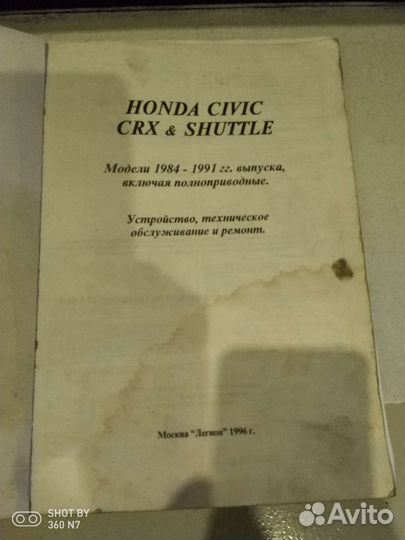 HONDA CIVIC
CRX & SHUTTLE
Модели 1984 - 1991 гг. выпуска,
включая полноприводные.
Устройство, техническое
обслуживание и ремонт.
Москва "Легион" 1996 г.
SHOT BY
360 N7
Avito